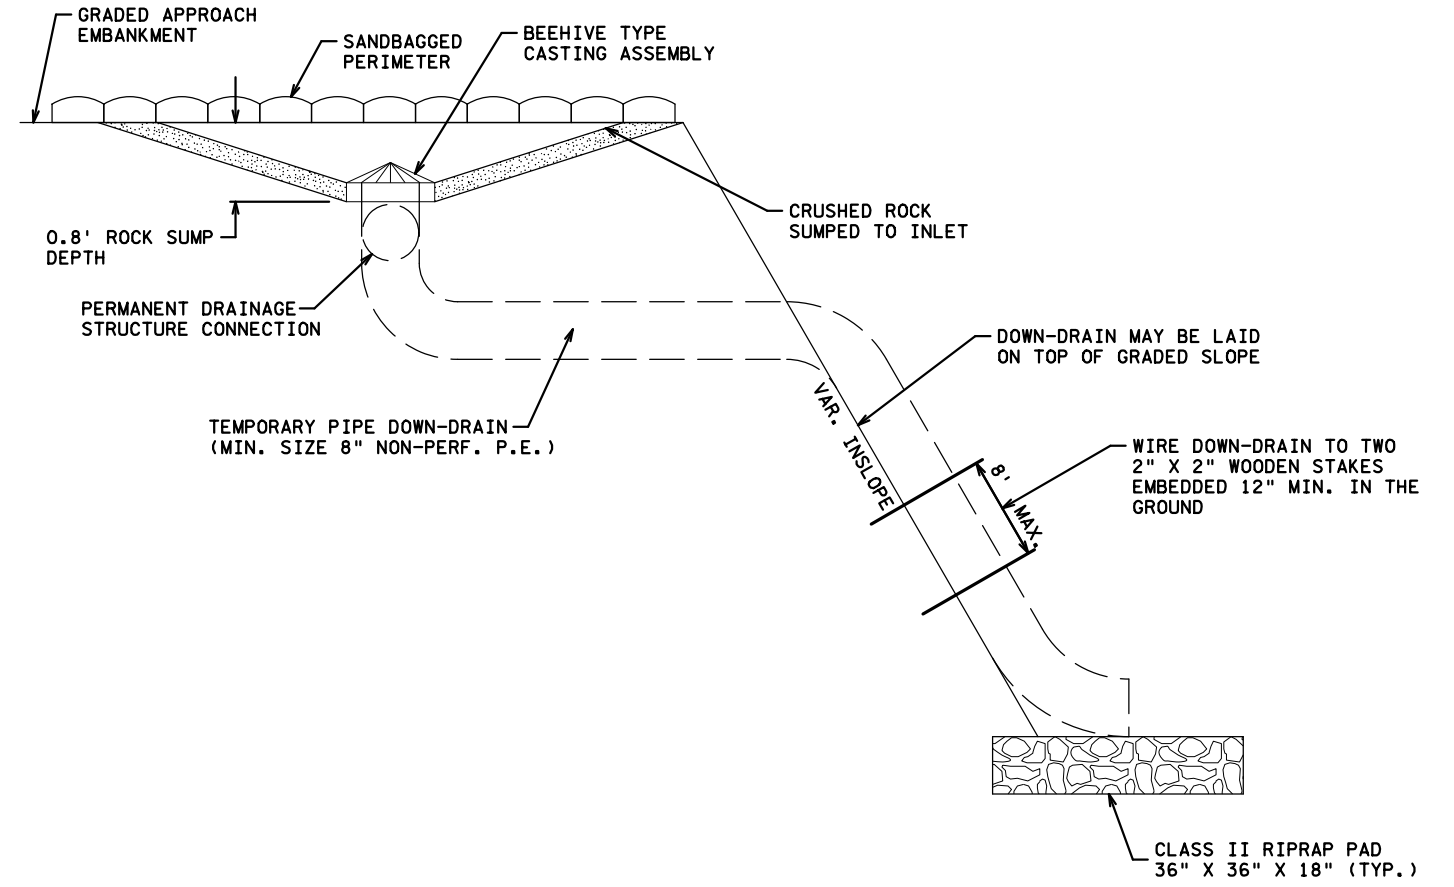 GRADED APPROACH
EMBANKMENT
SANDBAGGED
PERIMETER
BEEHIVE TYPE
CASTING ASSEMBLY
CRUSHED ROCK
SUMPED TO INLET
0.8' ROCK SUMP
DEPTH
PERMANENT DRAINAGE
STRUCTURE CONNECTION
DOWN-DRAIN MAY BE LAID
ON TOP OF GRADED SLOPE
TEMPORARY PIPE DOWN-DRAIN
(MIN. SIZE 8" NON-PERF. P.E.)
VAR. INSLOPE
8' MAX.
WIRE DOWN-DRAIN TO TWO
2" X 2" WOODEN STAKES
EMBEDDED 12" MIN. IN THE
GROUND
CLASS II RIPRAP PAD
36" X 36" X 18" (TYP.)